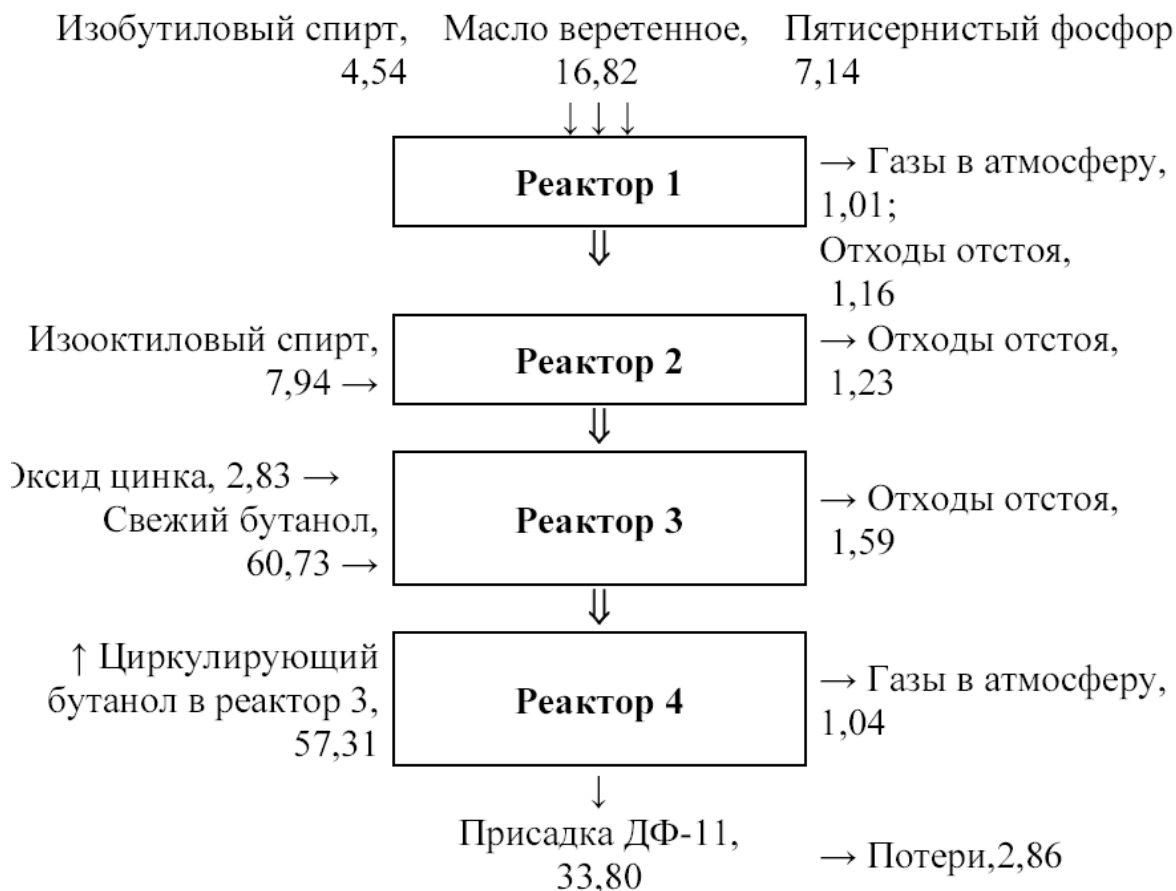 Изобутиловый спирт, Масло веретенное, Пятисернистый фосфор
4,54 16,82 7,14
↓ ↓ ↓
Реактор 1
→ Газы в атмосферу,
1,01;
⇓
Отходы отстоя,
1,16
Изооктиловый спирт,
7,94 →
Реактор 2
→ Отходы отстоя,
1,23
⇓
Оксид цинка, 2,83 →
Свежий бутанол,
60,73 →
Реактор 3
→ Отходы отстоя,
1,59
⇓
↑ Циркулирующий
бутанол в реактор 3,
57,31
Реактор 4
→ Газы в атмосферу,
1,04
↓
Присадка ДФ-11,
33,80
→ Потери,2,86